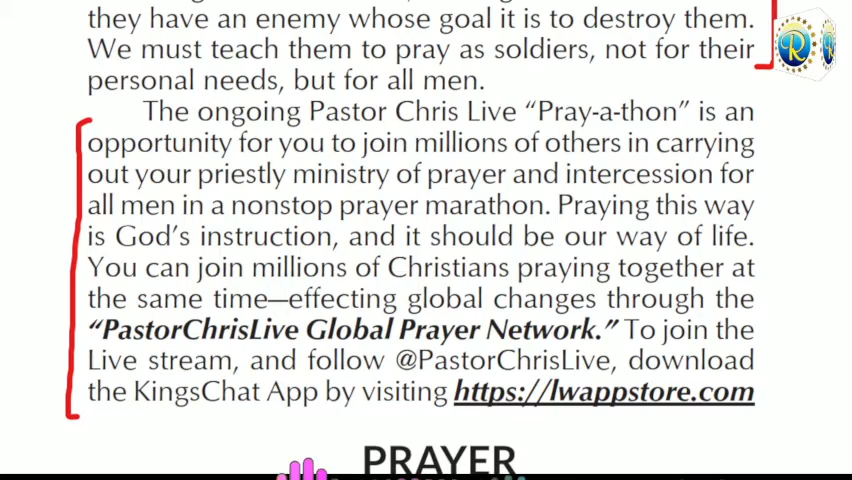 they have an enemy whose goal it is to destroy them.
We must teach them to pray as soldiers, not for their
personal needs, but for all men.
The ongoing Pastor Chris Live “Pray-a-thon” is an
opportunity for you to join millions of others in carrying
out your priestly ministry of prayer and intercession for
all men in a nonstop prayer marathon. Praying this way
is God’s instruction, and it should be our way of life.
You can join millions of Christians praying together at
the same time—effecting global changes through the
“PastorChrisLive Global Prayer Network.” To join the
Live stream, and follow @PastorChrisLive, download
the KingsChat App by visiting https://lwappstore.com
PRAYER
R